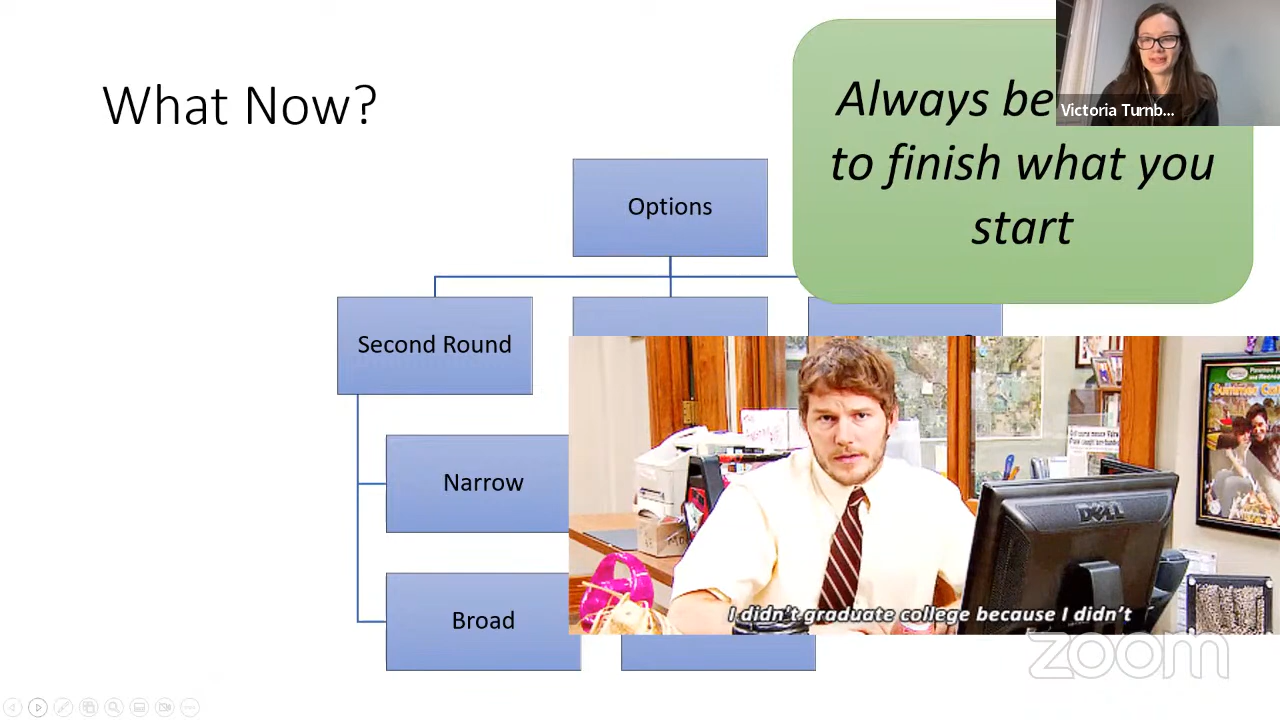 What Now?
Always be
to finish what you
start
Victoria Turnb...
Options
Second Round
Narrow
Broad
DELL
I didn't graduate college because I didn't
zoom